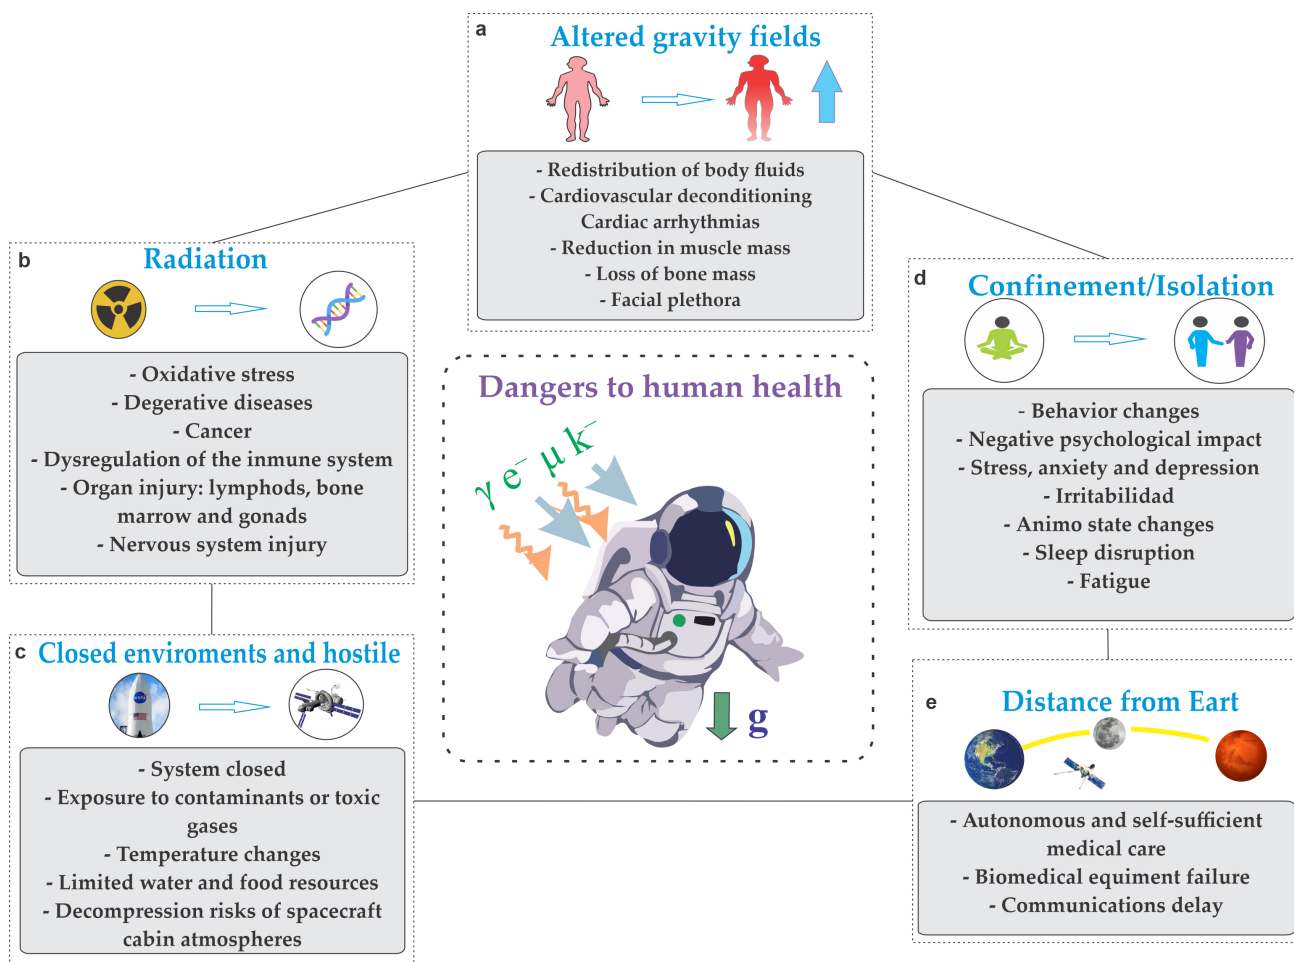 a
Altered gravity fields
- Redistribution of body fluids
- Cardiovascular deconditioning
Cardiac arrhythmias
- Reduction in muscle mass
- Loss of bone mass
- Facial plethora
b
Radiation
- Oxidative stress
- Degerative diseases
- Cancer
- Dysregulation of the inmune system
- Organ injury: lymphods, bone
marrow and gonads
- Nervous system injury
c
Closed enviroments and hostile
- System closed
- Exposure to contaminants or toxic
gases
- Temperature changes
- Limited water and food resources
- Decompression risks of spacecraft
cabin atmospheres
Dangers to human health
γ e⁻ μ k⁻
g
d
Confinement/Isolation
- Behavior changes
- Negative psychological impact
- Stress, anxiety and depression
- Irritabilidad
- Animo state changes
- Sleep disruption
- Fatigue
e
Distance from Eart
- Autonomous and self-sufficient
medical care
- Biomedical equiment failure
- Communications delay